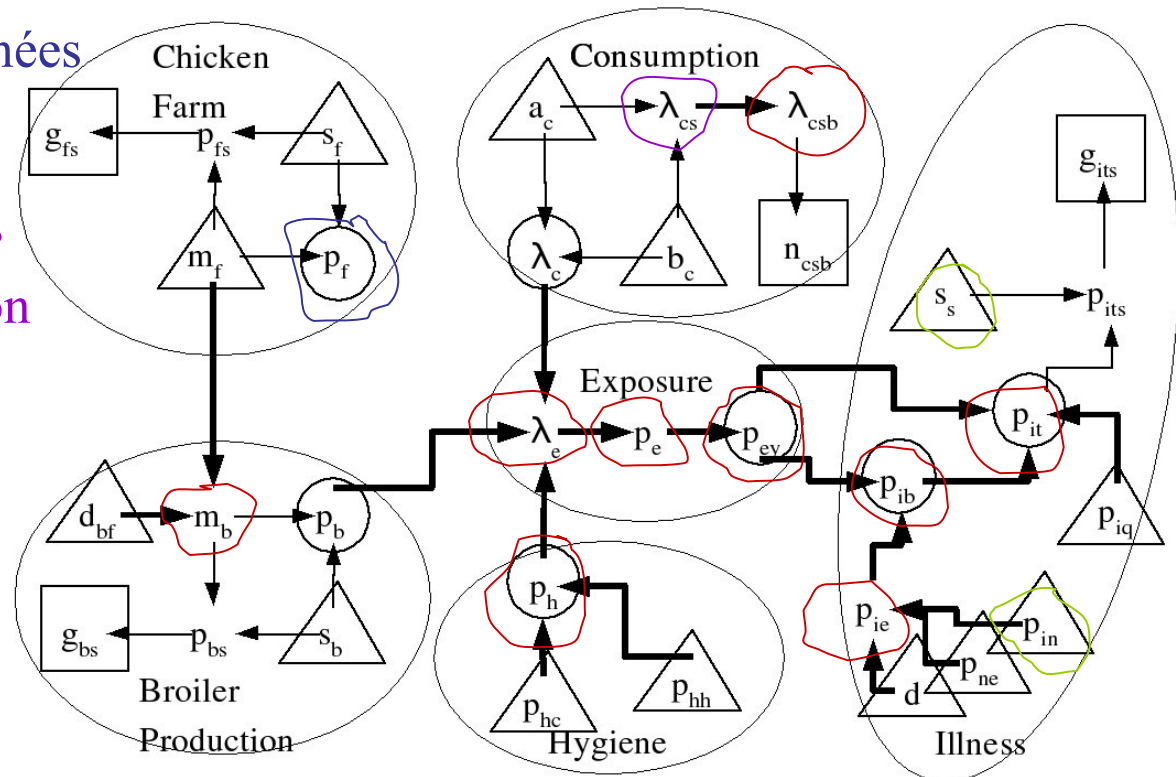 nées
s
on
Chicken
Farm
g_fs
p_fs
s_f
m_f
p_f
Consumption
a_c
λ_cs
λ_csb
λ_c
b_c
n_csb
g_its
s_s
p_its
Exposure
λ_e
p_e
p_ev
p_it
p_ib
p_iq
d_bf
m_b
p_b
g_bs
p_bs
s_b
Broiler
Production
p_h
p_hc
p_hh
Hygiene
p_ie
p_in
p_ne
d
Illness